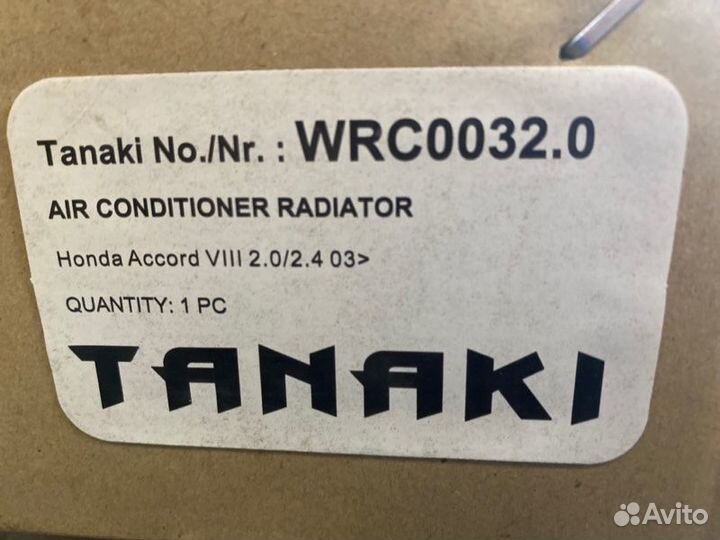 Tanaki No./Nr. : WRC0032.0
AIR CONDITIONER RADIATOR
Honda Accord VIII 2.0/2.4 03>
QUANTITY: 1 PC
TANAKI
Avito